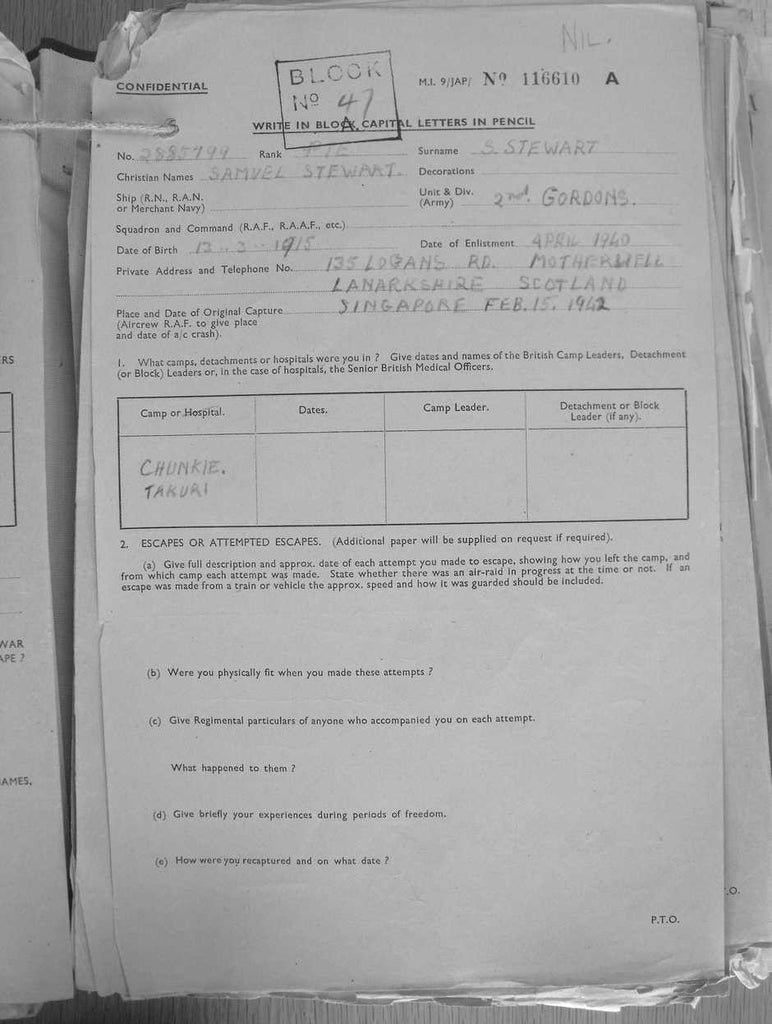 NIL.
CONFIDENTIAL
BLOCK
Nº 47
M.I. 9/JAP/ Nº 116610 A
WRITE IN BLOCK CAPITAL LETTERS IN PENCIL
No. 2885799 Rank PTE Surname S. STEWART
Christian Names SAMUEL STEWART. Decorations
Ship (R.N., R.A.N. or Merchant Navy) Unit & Div. (Army) 2nd. GORDONS.
Squadron and Command (R.A.F., R.A.A.F., etc.)
Date of Birth 13-3-1915 Date of Enlistment APRIL 1940
Private Address and Telephone No. 135 LOGANS RD. MOTHERWELL
LANARKSHIRE SCOTLAND
Place and Date of Original Capture SINGAPORE FEB. 15. 1942
(Aircrew R.A.F. to give place
and date of a/c crash).
1. What camps, detachments or hospitals were you in ? Give dates and names of the British Camp Leaders, Detachment
(or Block) Leaders or, in the case of hospitals, the Senior British Medical Officers.
Camp or Hospital. Dates. Camp Leader. Detachment or Block
Leader (if any).
CHUNKIE.
TAKURI
2. ESCAPES OR ATTEMPTED ESCAPES. (Additional paper will be supplied on request if required).
(a) Give full description and approx. date of each attempt you made to escape, showing how you left the camp, and
from which camp each attempt was made. State whether there was an air-raid in progress at the time or not. If an
escape was made from a train or vehicle the approx. speed and how it was guarded should be included.
(b) Were you physically fit when you made these attempts ?
(c) Give Regimental particulars of anyone who accompanied you on each attempt.
What happened to them ?
(d) Give briefly your experiences during periods of freedom.
(e) How were you recaptured and on what date ?
P.T.O.
RS
WAR
APE ?
AMES.
.O.